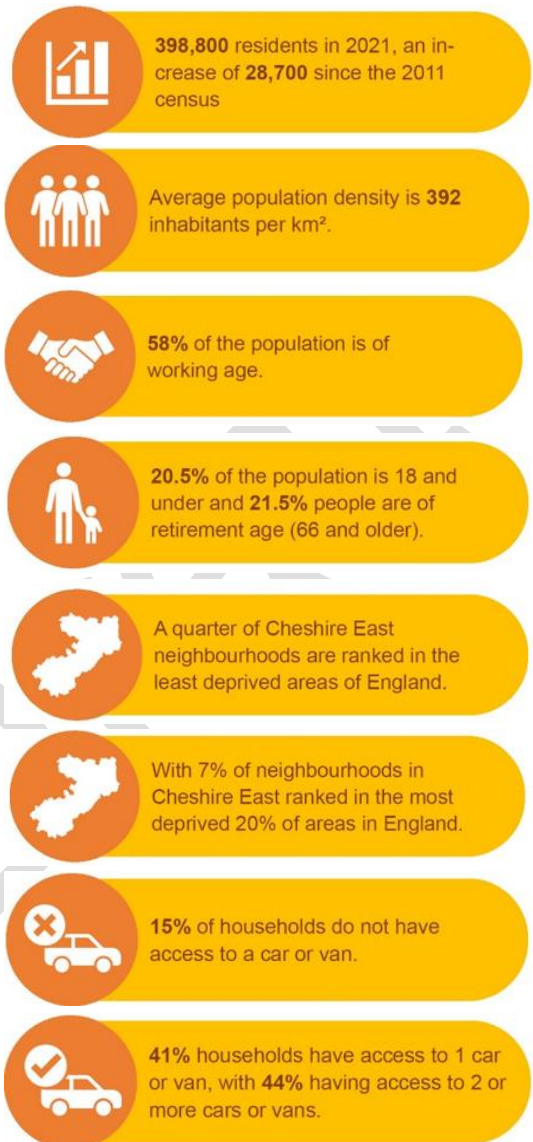 398,800 residents in 2021, an in-
crease of 28,700 since the 2011
census
Average population density is 392
inhabitants per km².
58% of the population is of
working age.
20.5% of the population is 18 and
under and 21.5% people are of
retirement age (66 and older).
A quarter of Cheshire East
neighbourhoods are ranked in the
least deprived areas of England.
With 7% of neighbourhoods in
Cheshire East ranked in the most
deprived 20% of areas in England.
15% of households do not have
access to a car or van.
41% households have access to 1 car
or van, with 44% having access to 2 or
more cars or vans.